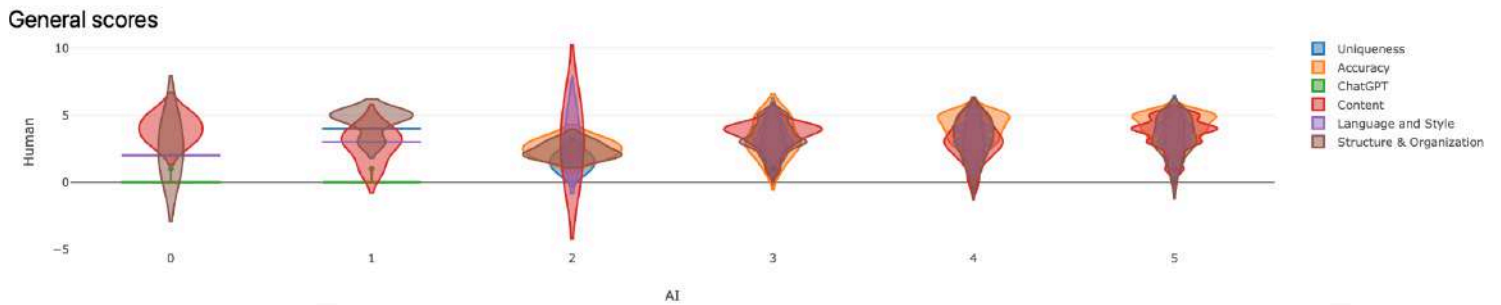 General scores
10
5
0
−5
Human
0 1 2 3 4 5
AI
Uniqueness
Accuracy
ChatGPT
Content
Language and Style
Structure & Organization